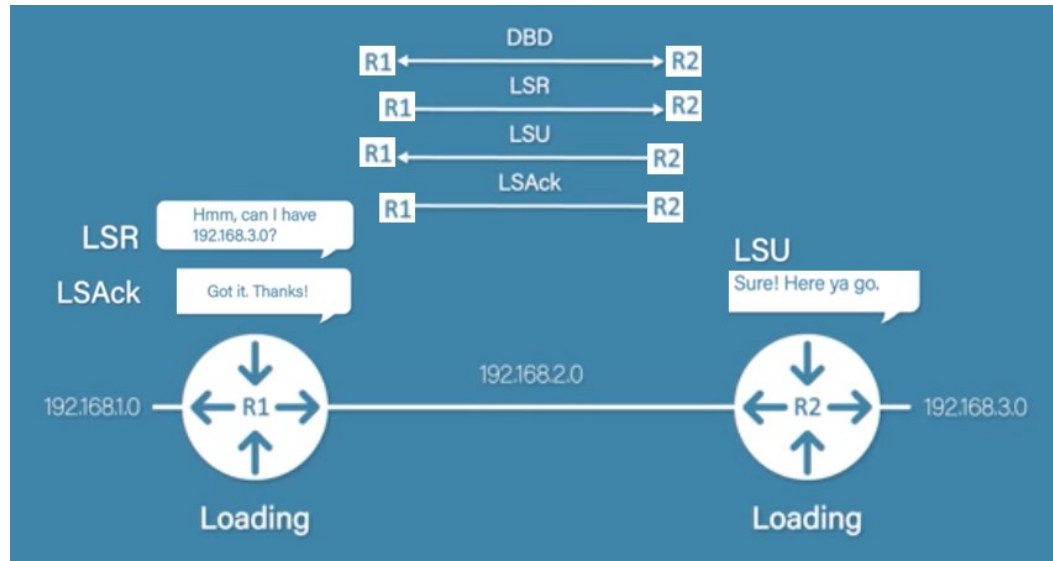 DBD
R1 R2
LSR
R1 R2
LSU
R1 R2
LSAck
R1 R2
LSR
Hmm, can I have
192.168.3.0?
LSAck
Got it. Thanks!
LSU
Sure! Here ya go.
192.168.1.0
R1
192.168.2.0
R2
192.168.3.0
Loading
Loading